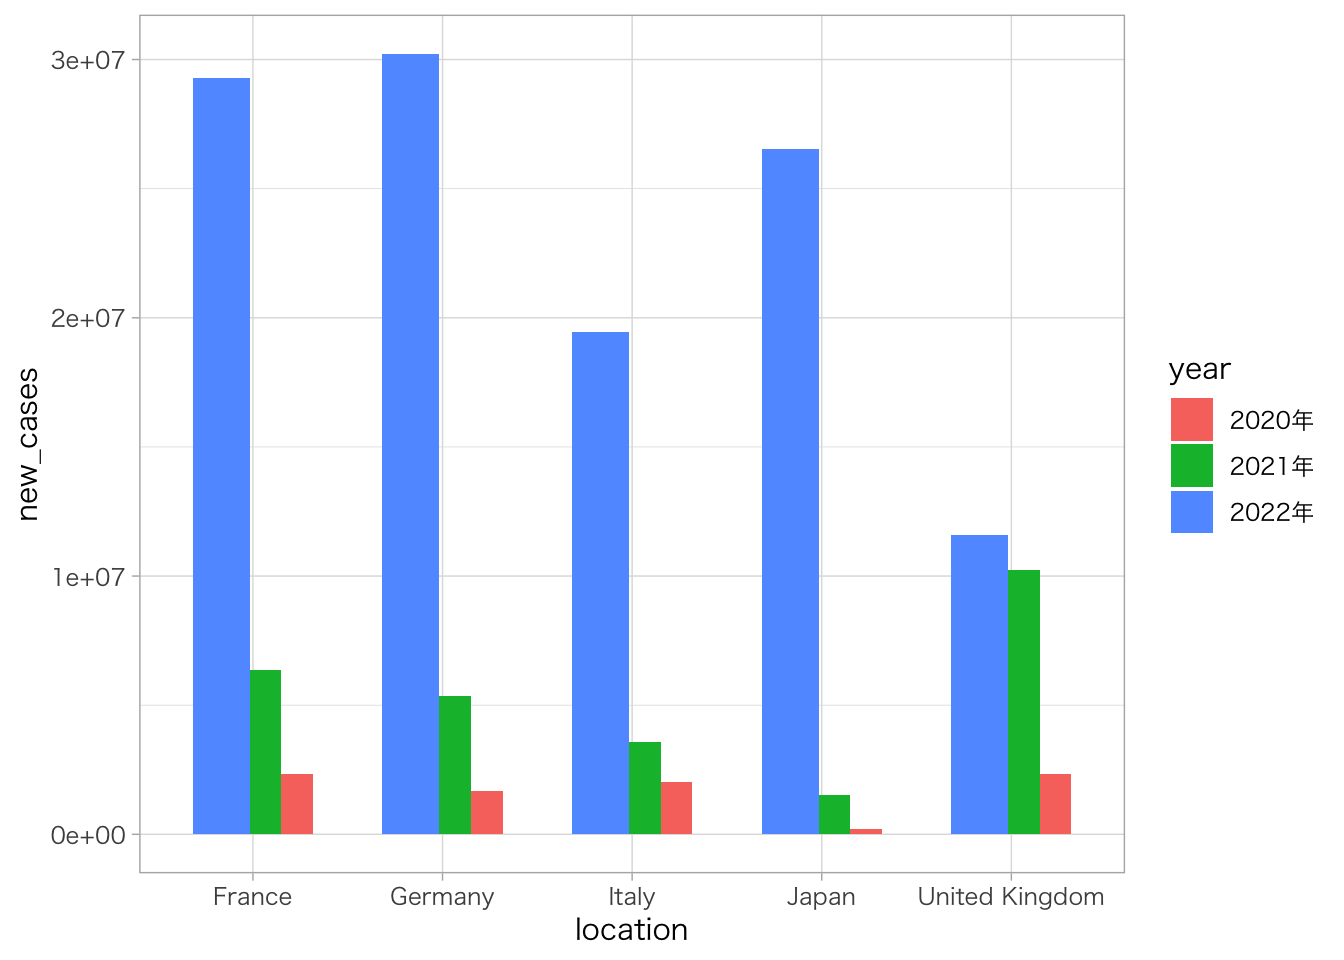 3e+07
2e+07
1e+07
0e+00
new_cases
France
Germany
Italy
Japan
United Kingdom
location
year
2020年
2021年
2022年